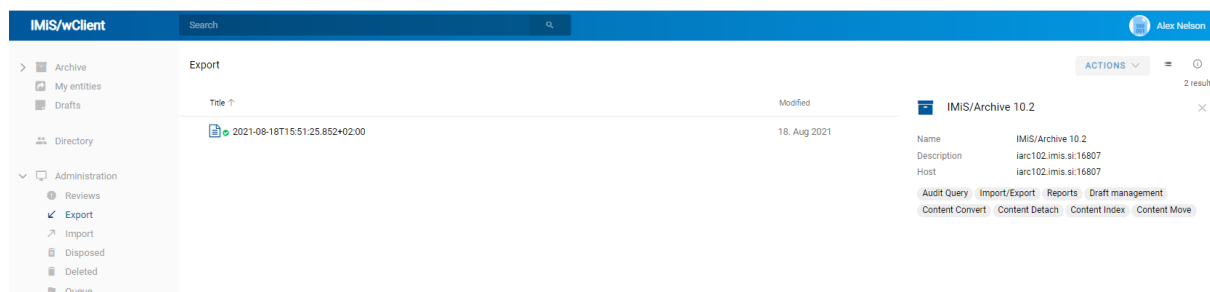 IMiS/wClient
Search
Alex Nelson
Archive
My entities
Drafts
Directory
Administration
Reviews
Export
Import
Disposed
Deleted
Queue
Export
ACTIONS
2 result
Title ↑
Modified
2021-08-18T15:51:25.852+02:00
18. Aug 2021
IMiS/Archive 10.2
Name IMiS/Archive 10.2
Description iarc102.imis.si:16807
Host iarc102.imis.si:16807
Audit Query Import/Export Reports Draft management
Content Convert Content Detach Content Index Content Move